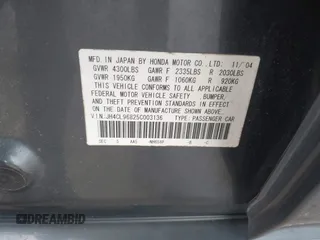 MFD. IN JAPAN BY HONDA MOTOR CO., LTD. 11/04
GVWR 4300LBS GAWR F 2335LBS R 2030LBS
GVWR 1950KG GAWR F 1060KG R 920KG
THIS VEHICLE CONFORMS TO ALL APPLICABLE
FEDERAL MOTOR VEHICLE SAFETY, BUMPER,
AND THEFT PREVENTION STANDARDS IN EFFECT
ON THE DATE OF MANUFACTURE SHOWN ABOVE.
V.I.N.:JH4CL96825C003136 TYPE: PASSENGER CAR